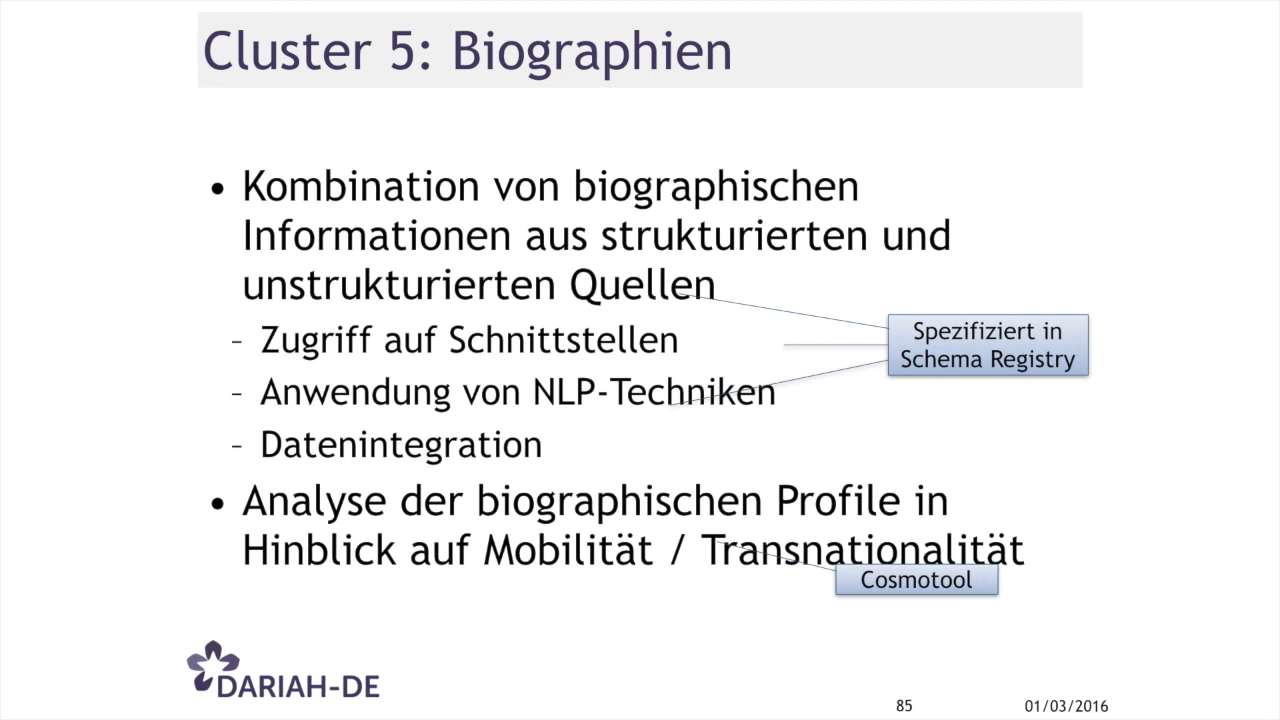 Cluster 5: Biographien
• Kombination von biographischen
Informationen aus strukturierten und
unstrukturierten Quellen
– Zugriff auf Schnittstellen
– Anwendung von NLP-Techniken
– Datenintegration
Spezifiziert in
Schema Registry
• Analyse der biographischen Profile in
Hinblick auf Mobilität / Transnationalität
Cosmotool
DARIAH-DE
85
01/03/2016